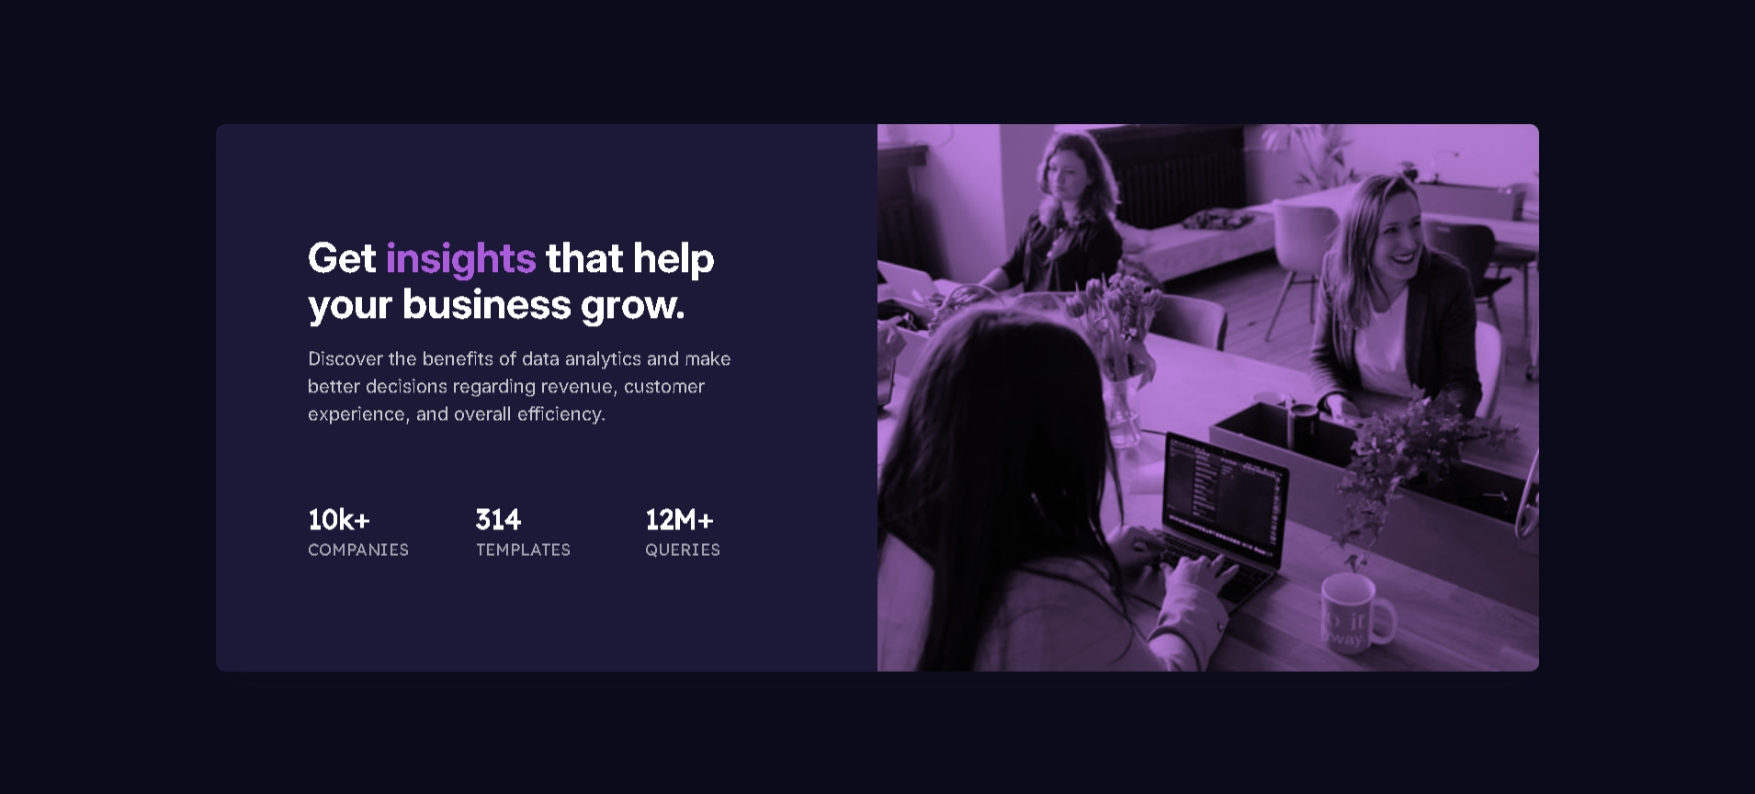 Get insights that help
your business grow.
Discover the benefits of data analytics and make
better decisions regarding revenue, customer
experience, and overall efficiency.
10k+ 314 12M+
COMPANIES TEMPLATES QUERIES